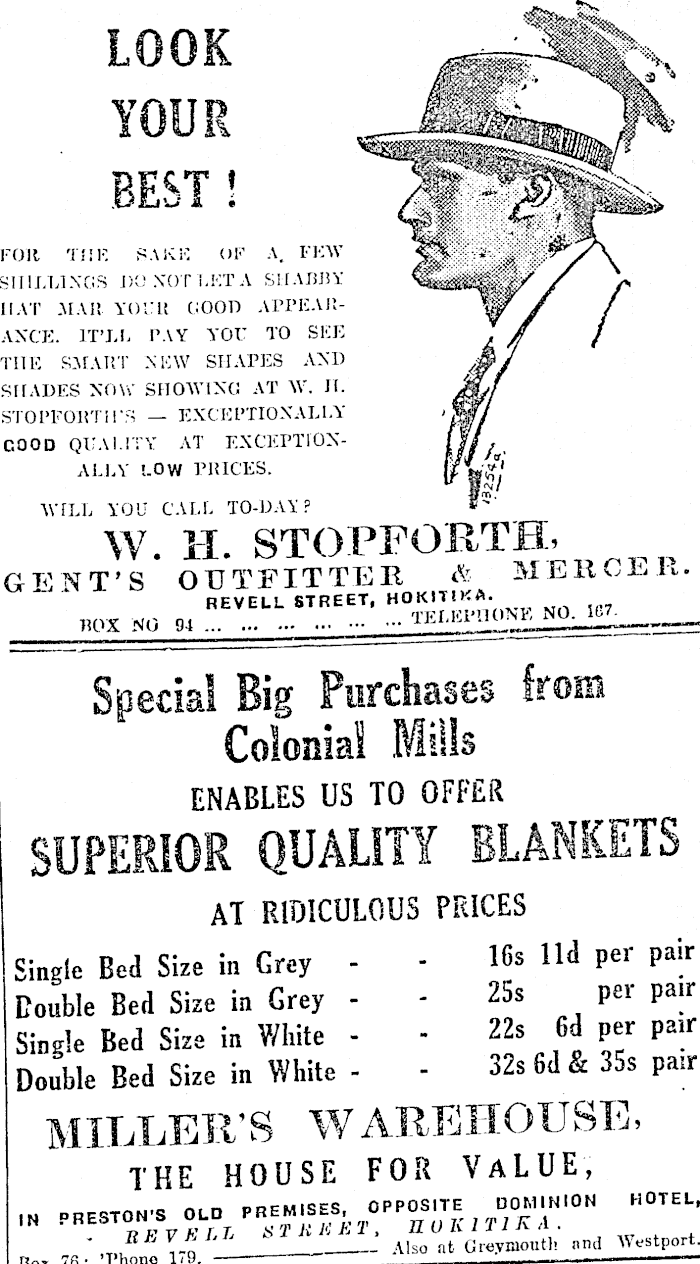 LOOK
YOUR
BEST !
FOR THE SAKE OF A FEW
SHILLINGS DO NOT LET A SHABBY
HAT MAR YOUR GOOD APPEAR-
ANCE. IT'LL PAY YOU TO SEE
THE SMART NEW SHAPES AND
SHADES NOW SHOWING AT W. H.
STOPFORTH'S — EXCEPTIONALLY
GOOD QUALITY AT EXCEPTION-
ALLY LOW PRICES.
WILL YOU CALL TO-DAY?
W. H. STOPFORTH,
GENT'S OUTFITTER & MERCER.
REVELL STREET, HOKITIKA.
BOX NO 94 ... ... ... ... ... ... TELEPHONE NO. 167.
Special Big Purchases from
Colonial Mills
ENABLES US TO OFFER
SUPERIOR QUALITY BLANKETS
AT RIDICULOUS PRICES
Single Bed Size in Grey - - 16s 11d per pair
Double Bed Size in Grey - - 25s per pair
Single Bed Size in White - - 22s 6d per pair
Double Bed Size in White - - 32s 6d & 35s pair
MILLER'S WAREHOUSE,
THE HOUSE FOR VALUE,
IN PRESTON'S OLD PREMISES, OPPOSITE DOMINION HOTEL,
REVELL STREET, HOKITIKA.
Box 76; 'Phone 179. Also at Greymouth and Westport.